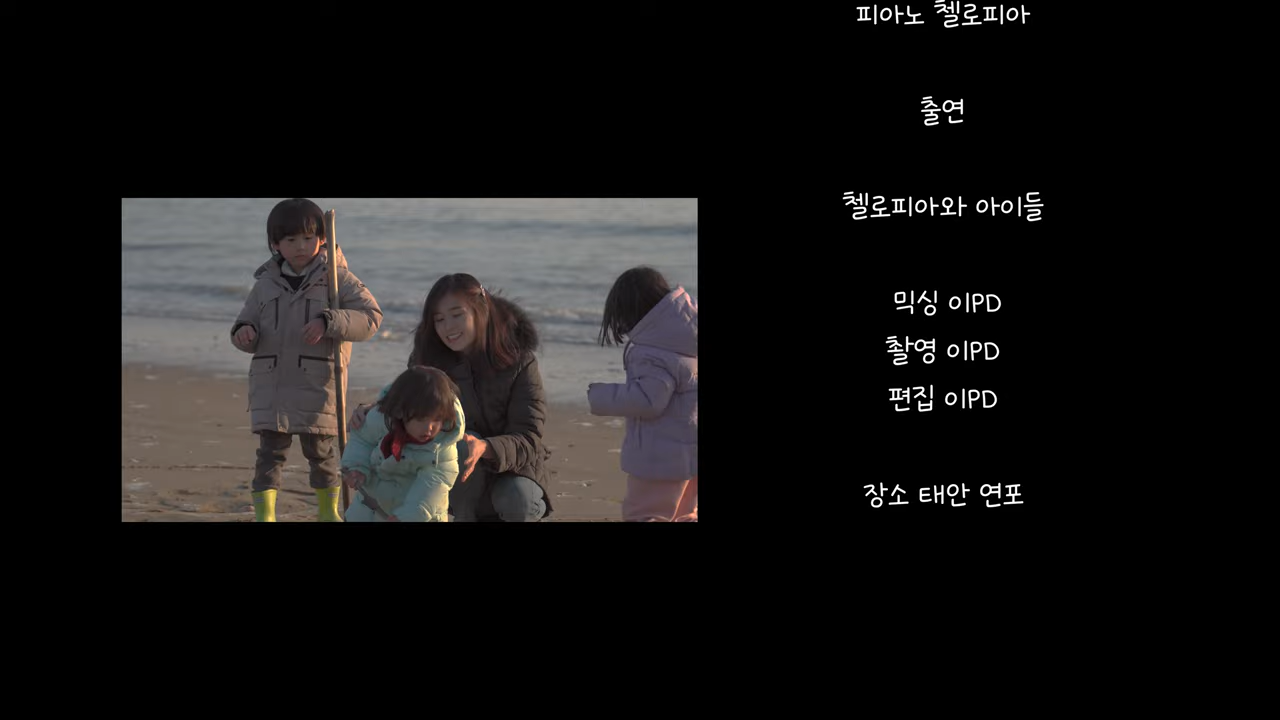 피아노 첼로피아
출연
첼로피아와 아이들
믹싱 이PD
촬영 이PD
편집 이PD
장소 태안 연포